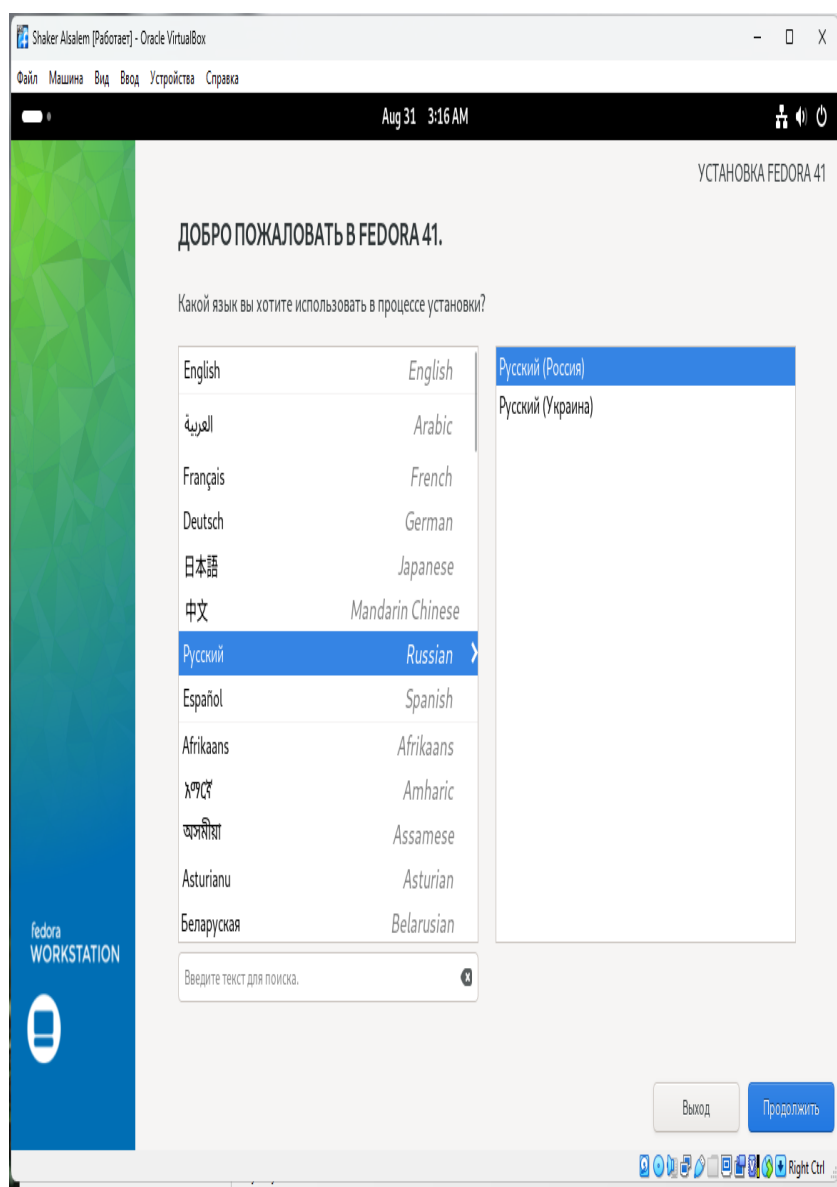 Shaker Alsalem [Работает] - Oracle VirtualBox
Файл Машина Вид Ввод Устройства Справка
Aug 31 3:16 AM
УСТАНОВКА FEDORA 41
ДОБРО ПОЖАЛОВАТЬ В FEDORA 41.
Какой язык вы хотите использовать в процессе установки?
English English
العربية Arabic
Français French
Deutsch German
日本語 Japanese
中文 Mandarin Chinese
Русский Russian
Español Spanish
Afrikaans Afrikaans
አማርኛ Amharic
অসমীয়া Assamese
Asturianu Asturian
Беларуская Belarusian
Русский (Россия)
Русский (Украина)
Введите текст для поиска.
fedora
WORKSTATION
Выход Продолжить
Right Ctrl